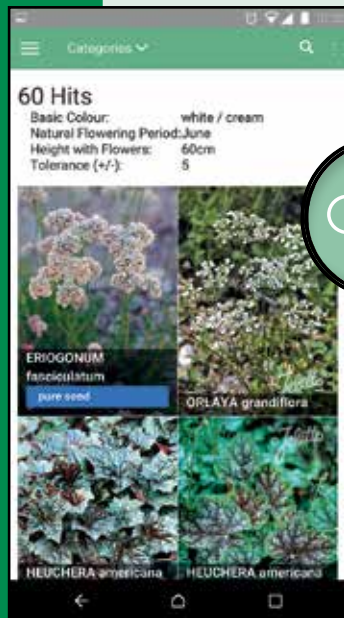 Categories
60 Hits
Basic Colour: white / cream
Natural Flowering Period: June
Height with Flowers: 60cm
Tolerance (+/-): 5
ERIOGONUM
fasciculatum
pure seed
ORLAYA grandiflora
HEUCHERA americana
HEUCHERA americana